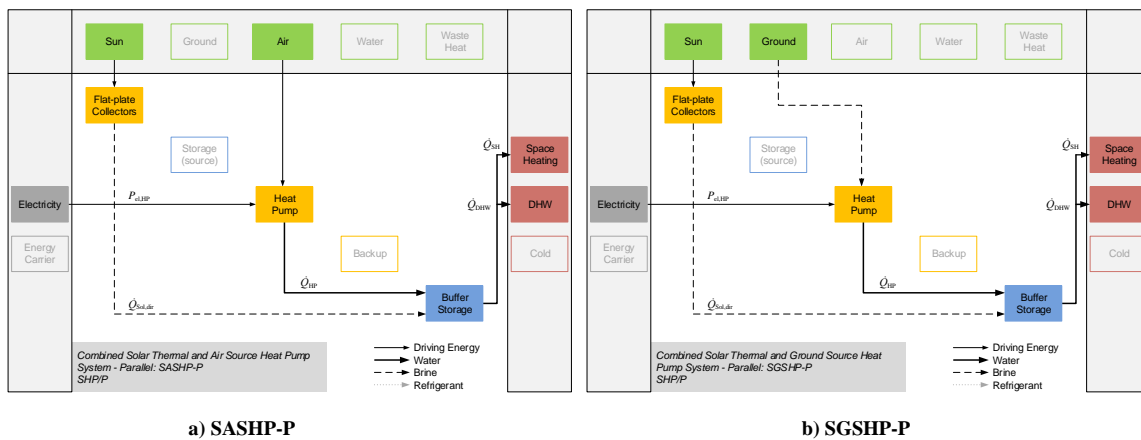 Sun
Ground
Air
Water
Waste
Heat
Flat-plate
Collectors
Storage
(source)
Q̇SH
Space
Heating
Electricity
Pel,HP
Heat
Pump
Q̇DHW
DHW
Energy
Carrier
Backup
Cold
Q̇HP
Q̇Sol,dir
Buffer
Storage
Combined Solar Thermal and Air Source Heat Pump
System - Parallel: SASHP-P
SHP/P
Driving Energy
Water
Brine
Refrigerant
a) SASHP-P
Sun
Ground
Air
Water
Waste
Heat
Flat-plate
Collectors
Storage
(source)
Q̇SH
Space
Heating
Electricity
Pel,HP
Heat
Pump
Q̇DHW
DHW
Energy
Carrier
Backup
Cold
Q̇HP
Q̇Sol,dir
Buffer
Storage
Combined Solar Thermal and Ground Source Heat
Pump System - Parallel: SGSHP-P
SHP/P
Driving Energy
Water
Brine
Refrigerant
b) SGSHP-P